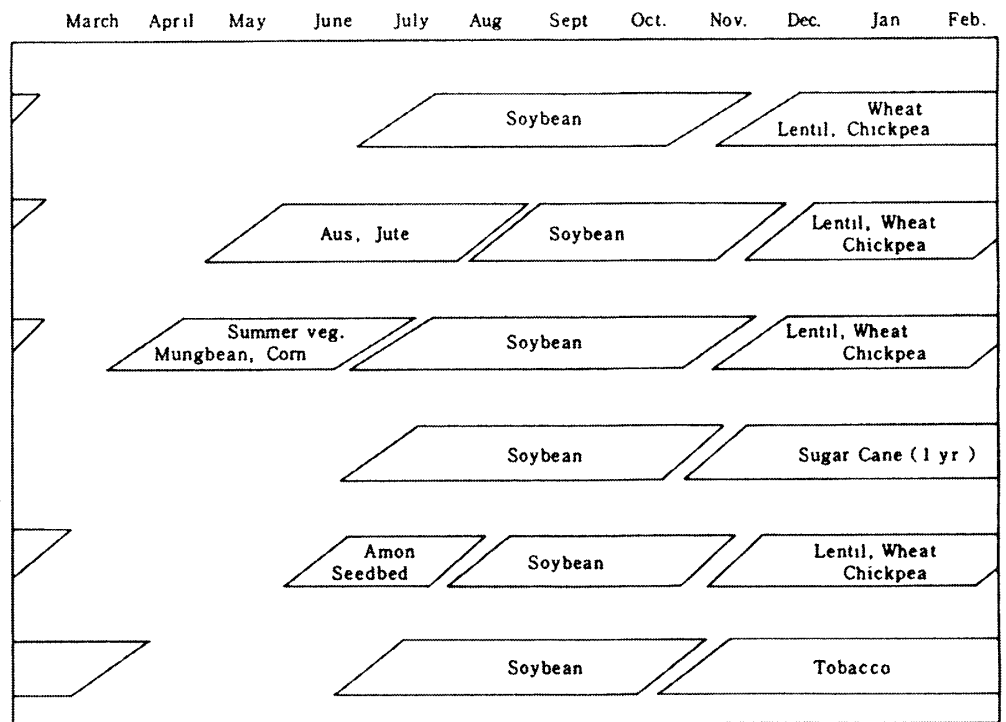 March April May June July Aug Sept Oct. Nov. Dec. Jan Feb.
Soybean
Wheat
Lentil, Chickpea
Aus, Jute
Soybean
Lentil, Wheat
Chickpea
Summer veg.
Mungbean, Corn
Soybean
Lentil, Wheat
Chickpea
Soybean
Sugar Cane (1 yr)
Amon
Seedbed
Soybean
Lentil, Wheat
Chickpea
Soybean
Tobacco